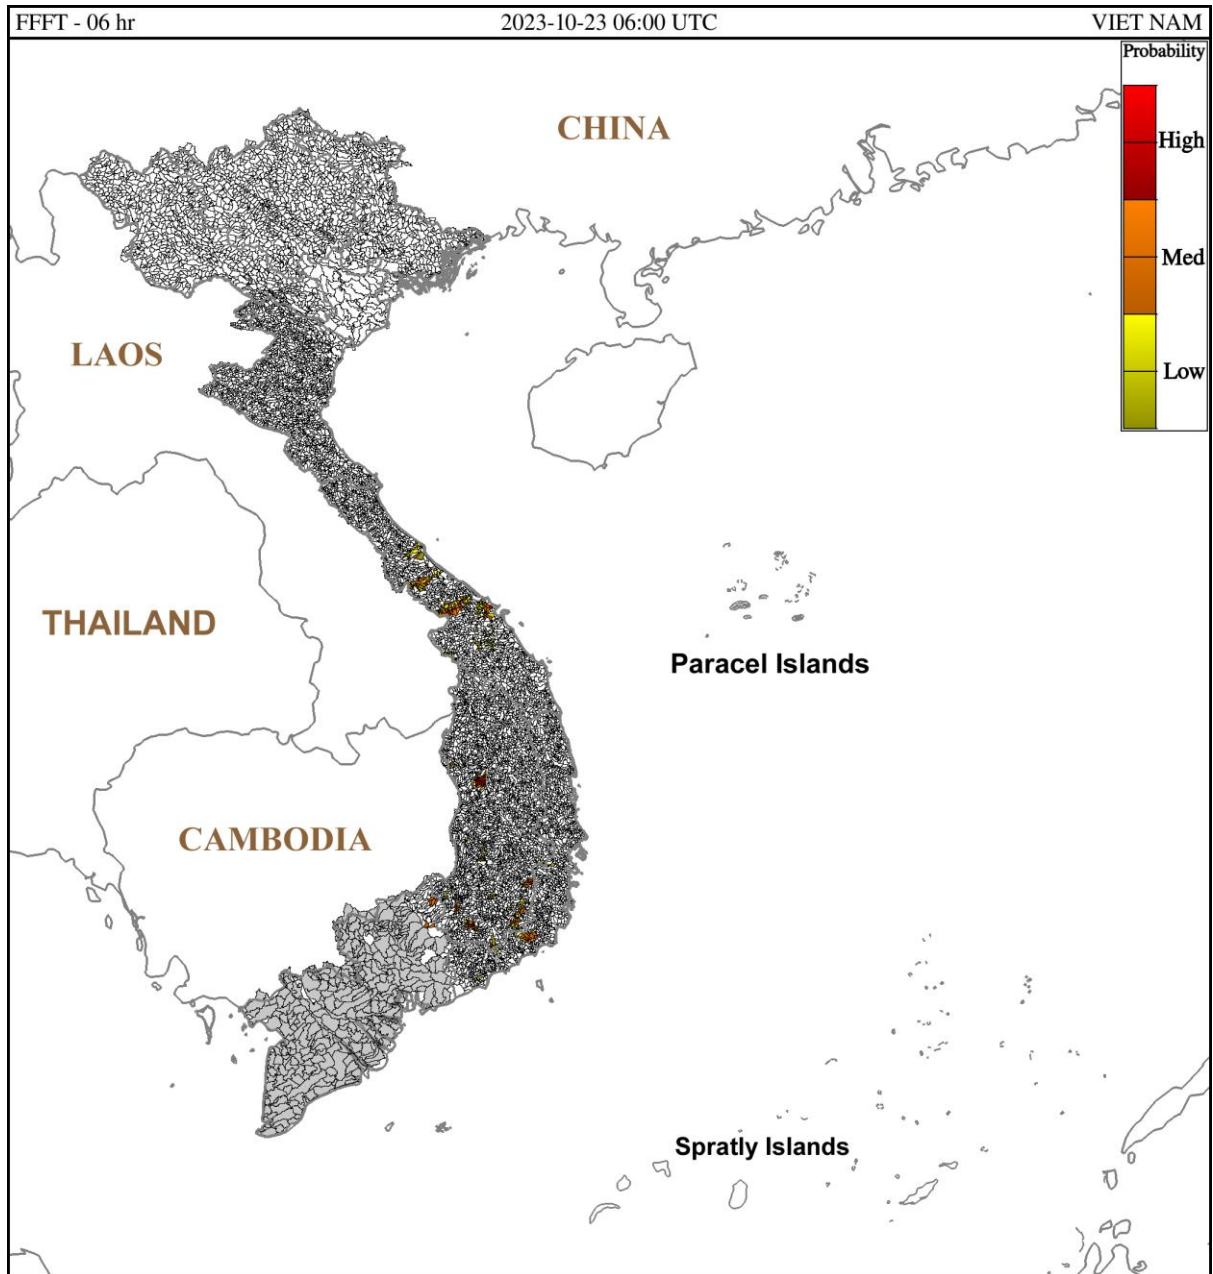 FFFT - 06 hr 2023-10-23 06:00 UTC VIET NAM
Probability
High
Med
Low
CHINA
LAOS
THAILAND
Paracel Islands
CAMBODIA
Spratly Islands